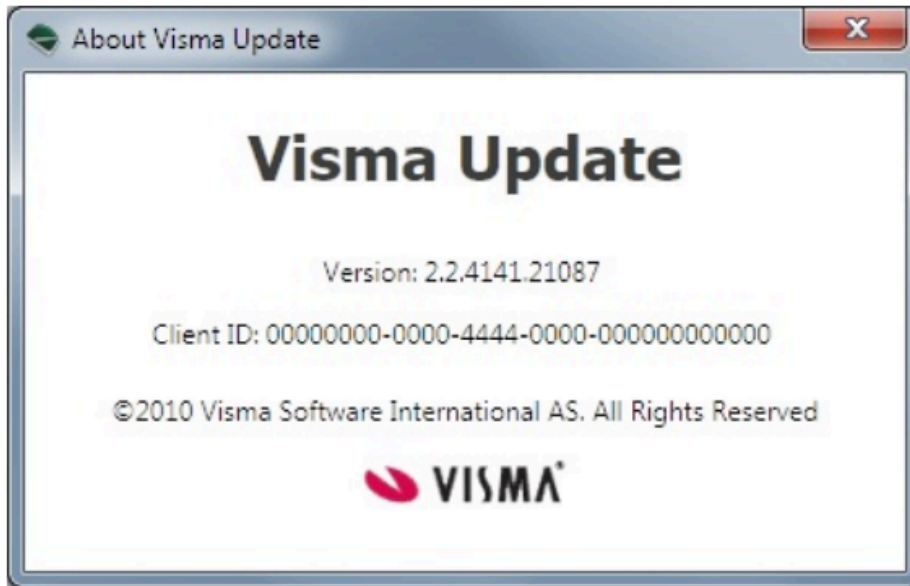 About Visma Update
Visma Update
Version: 2.2.4141.21087
Client ID: 00000000-0000-4444-0000-000000000000
©2010 Visma Software International AS. All Rights Reserved
VISMA®